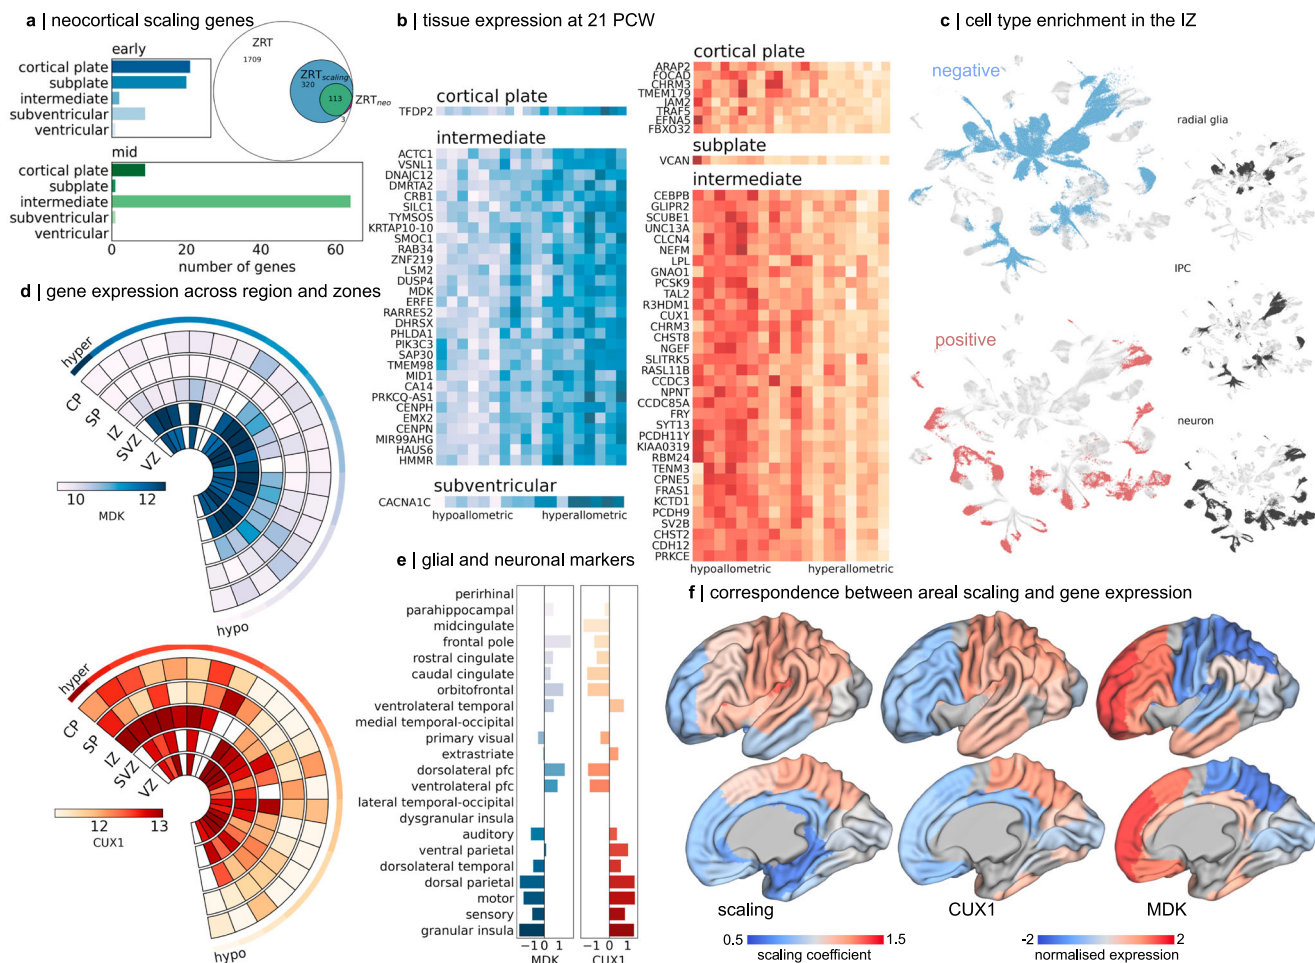 a | neocortical scaling genes
early
cortical plate
subplate
intermediate
subventricular
ventricular
ZRT
1709
ZRTscaling
320
113
ZRTneo
3
mid
cortical plate
subplate
intermediate
subventricular
ventricular
0 20 40 60
number of genes
b | tissue expression at 21 PCW
cortical plate
TFDP2
intermediate
ACTC1
VSNL1
DNAJC12
DMRTA2
CRB1
SILC1
TYMSOS
KRTAP10-10
SMOC1
RAB34
ZNF219
LSM2
DUSP4
MDK
ERFE
RARRES2
DHRSX
PHLDA1
PIK3C3
SAP30
TMEM98
MID1
CA14
PRKCQ-AS1
CENPH
EMX2
CENPN
MIR99AHG
HAUS6
HMMR
subventricular
CACNA1C
hypoallometric hyperallometric
cortical plate
ARAP2
FOCAD
CHRM3
TMEM179
JAM2
TRAF5
EFNA5
FBXO32
subplate
VCAN
intermediate
CEBPB
GLIPR2
SCUBE1
UNC13A
CLCN4
NEFM
LPL
GNAO1
PCSK9
TAL2
R3HDM1
CUX1
CHRM3
CHST8
NGEF
SLITRK5
RASL11B
CCDC3
NPNT
CCDC85A
FRY
SYT13
PCDH11Y
KIAA0319
RBM24
TENM3
CPNE5
FRAS1
KCTD1
PCDH9
SV2B
CHST2
CDH12
PRKCE
hypoallometric hyperallometric
c | cell type enrichment in the IZ
negative
radial glia
IPC
positive
neuron
d | gene expression across region and zones
hyper
CP
SP
IZ
SVZ
VZ
10 12
MDK
hypo
hyper
CP
SP
IZ
SVZ
VZ
12 13
CUX1
hypo
e | glial and neuronal markers
perirhinal
parahippocampal
midcingulate
frontal pole
rostral cingulate
caudal cingulate
orbitofrontal
ventrolateral temporal
medial temporal-occipital
primary visual
extrastriate
dorsolateral pfc
ventrolateral pfc
lateral temporal-occipital
dysgranular insula
auditory
ventral parietal
dorsolateral temporal
dorsal parietal
motor
sensory
granular insula
−1 0 1
MDK
−1 0 1
CUX1
f | correspondence between areal scaling and gene expression
scaling
CUX1
MDK
0.5 1.5
scaling coefficient
-2 2
normalised expression